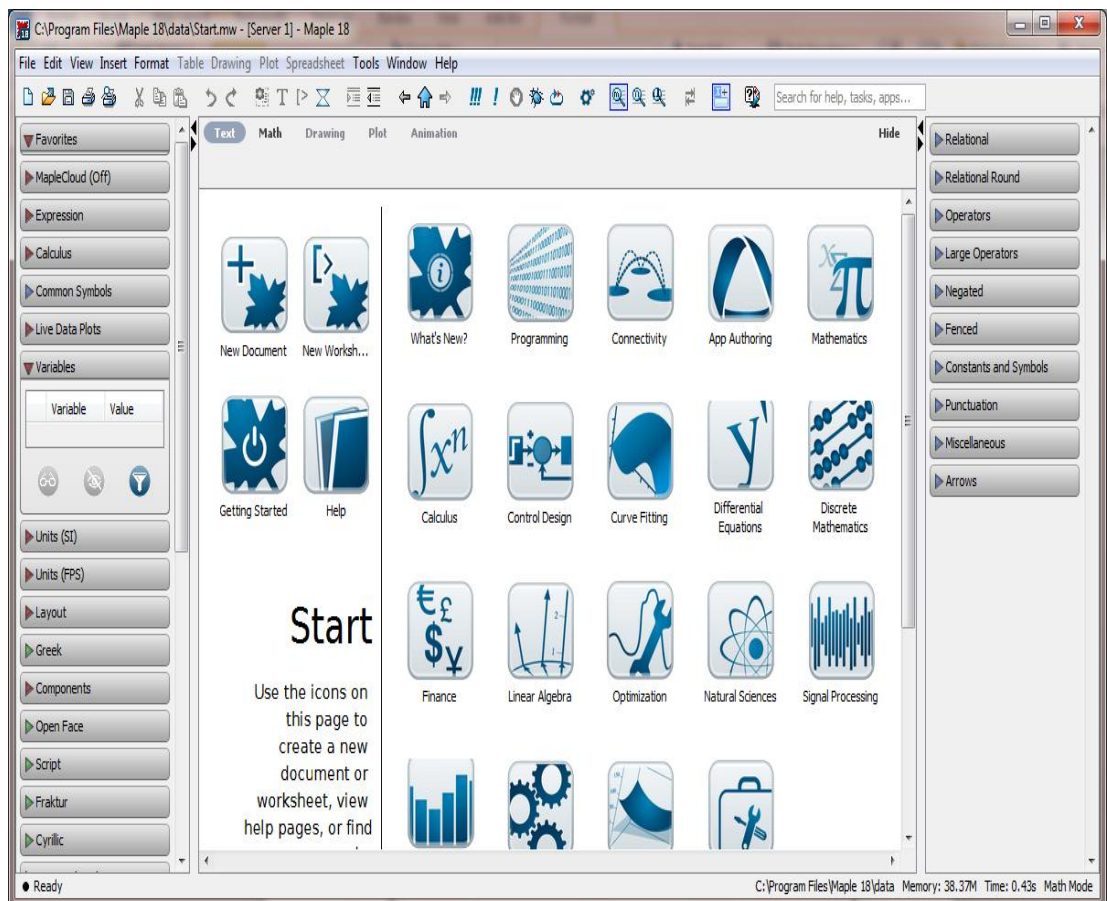 C:\Program Files\Maple 18\data\Start.mw - [Server 1] - Maple 18
File Edit View Insert Format Table Drawing Plot Spreadsheet Tools Window Help
Search for help, tasks, apps...
Favorites
MapleCloud (Off)
Expression
Calculus
Common Symbols
Live Data Plots
Variables
Variable Value
Units (SI)
Units (FPS)
Layout
Greek
Components
Open Face
Script
Fraktur
Cyrillic
Text Math Drawing Plot Animation Hide
New Document New Worksh...
Getting Started Help
Start
Use the icons on
this page to
create a new
document or
worksheet, view
help pages, or find
What's New? Programming Connectivity App Authoring Mathematics
Calculus Control Design Curve Fitting Differential Equations Discrete Mathematics
Finance Linear Algebra Optimization Natural Sciences Signal Processing
Relational
Relational Round
Operators
Large Operators
Negated
Fenced
Constants and Symbols
Punctuation
Miscellaneous
Arrows
Ready
C:\Program Files\Maple 18\data Memory: 38.37M Time: 0.43s Math Mode